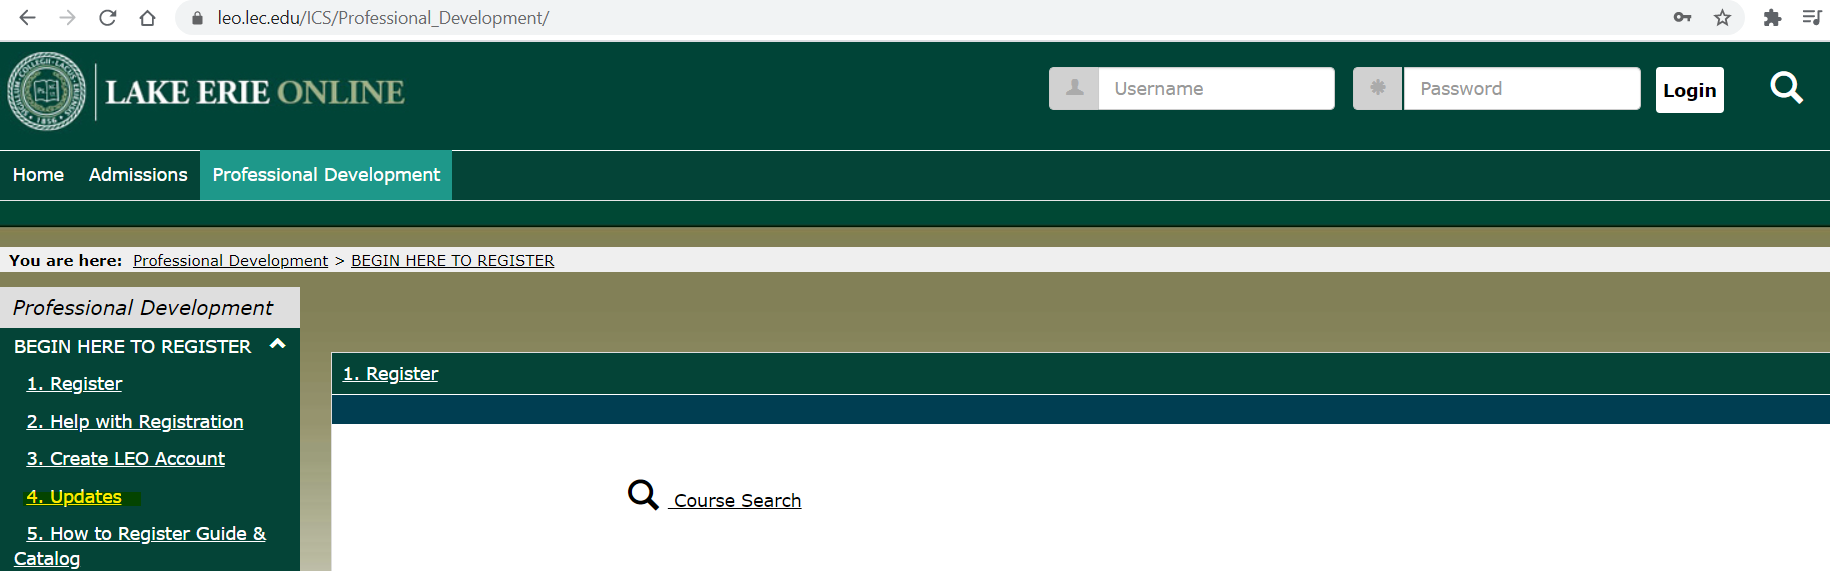 leo.lec.edu/ICS/Professional_Development/
LAKE ERIE ONLINE
Username
Password
Login
Home
Admissions
Professional Development
You are here: Professional Development > BEGIN HERE TO REGISTER
Professional Development
BEGIN HERE TO REGISTER
1. Register
2. Help with Registration
3. Create LEO Account
4. Updates
5. How to Register Guide &
Catalog
1. Register
Course Search